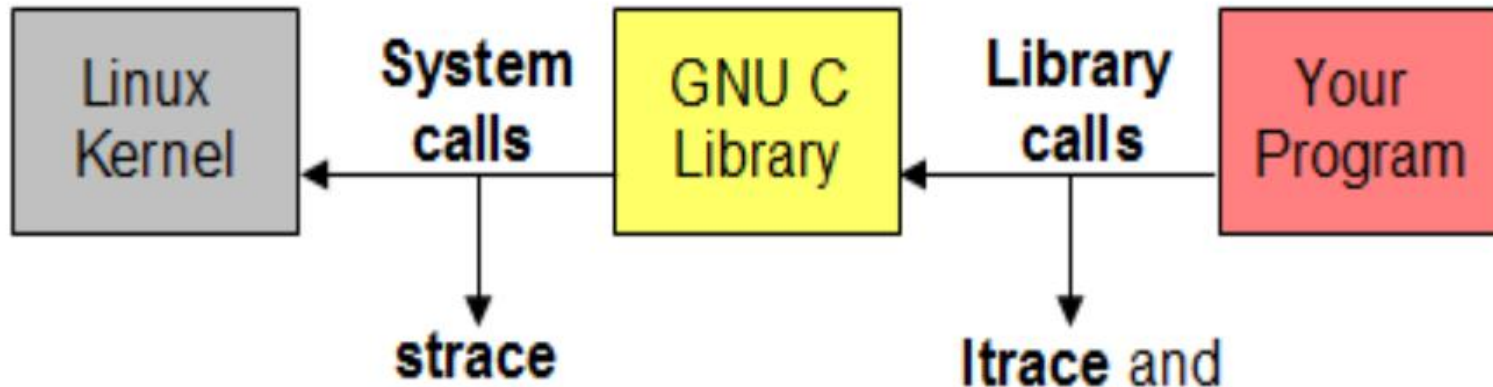 Linux
Kernel
System
calls
GNU C
Library
Library
calls
Your
Program
strace
ltrace and